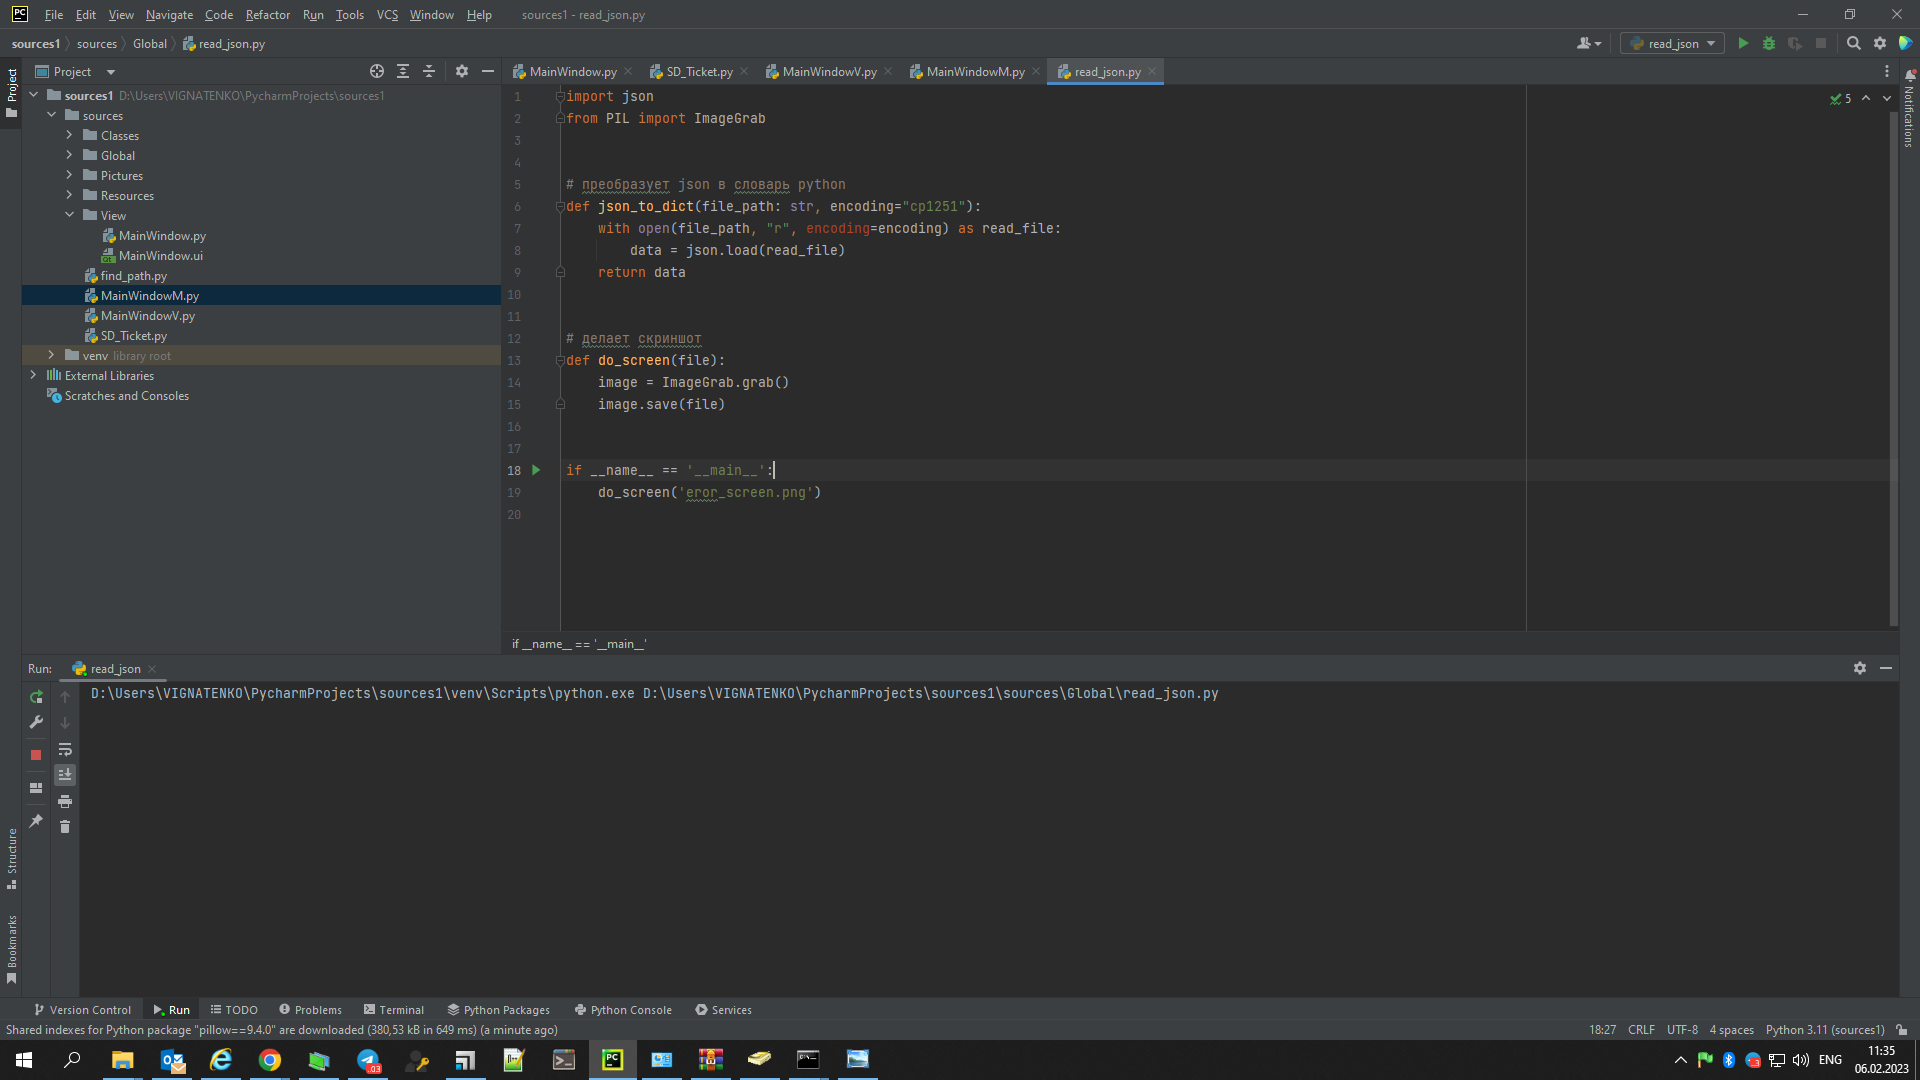 PC File Edit View Navigate Code Refactor Run Tools VCS Window Help sources1 - read_json.py
sources1 sources Global read_json.py read_json
Project
Project
MainWindow.py SD_Ticket.py MainWindowV.py MainWindowM.py read_json.py
sources1 D:\Users\VIGNATENKO\PycharmProjects\sources1
sources
Classes
Global
Pictures
Resources
View
MainWindow.py
MainWindow.ui
find_path.py
MainWindowM.py
MainWindowV.py
SD_Ticket.py
venv library root
External Libraries
Scratches and Consoles
5
Notifications
1 import json
2 from PIL import ImageGrab
3
4
5 # преобразует json в словарь python
6 def json_to_dict(file_path: str, encoding="cp1251"):
7 with open(file_path, "r", encoding=encoding) as read_file:
8 data = json.load(read_file)
9 return data
10
11
12 # делает скриншот
13 def do_screen(file):
14 image = ImageGrab.grab()
15 image.save(file)
16
17
18 if __name__ == '__main__':
19 do_screen('eror_screen.png')
20
if __name__ == '__main__'
Run: read_json
D:\Users\VIGNATENKO\PycharmProjects\sources1\venv\Scripts\python.exe D:\Users\VIGNATENKO\PycharmProjects\sources1\sources\Global\read_json.py
Structure
Bookmarks
Version Control Run TODO Problems Terminal Python Packages Python Console Services
Shared indexes for Python package "pillow==9.4.0" are downloaded (380,53 kB in 649 ms) (a minute ago) 18:27 CRLF UTF-8 4 spaces Python 3.11 (sources1)
.03 PC ENG 11:35
06.02.2023